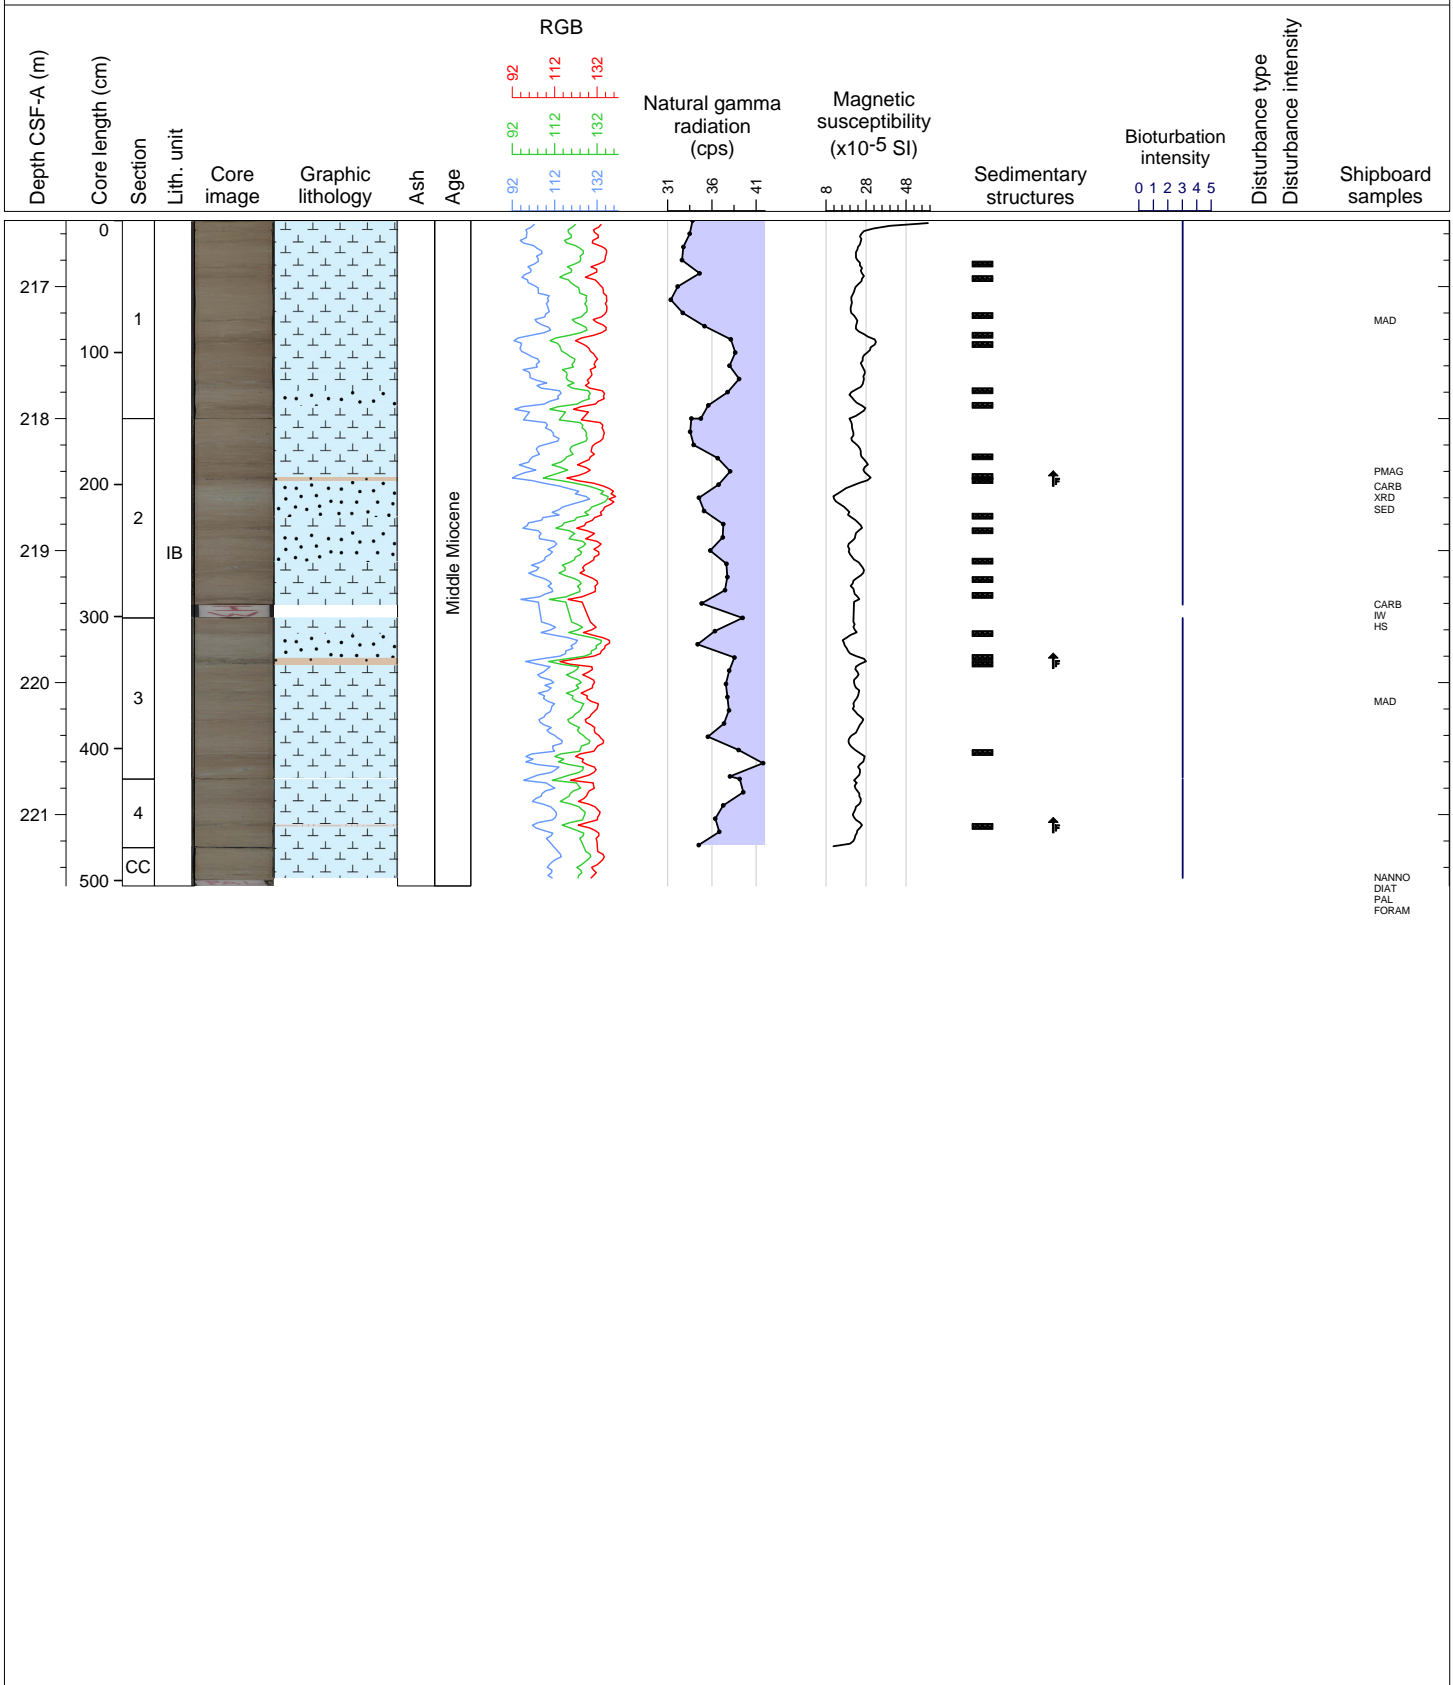 RGB
92 112 132
92 112 132
92 112 132
Depth CSF-A (m)
Core length (cm)
Section
Lith. unit
Core
image
Graphic
lithology
Ash
Age
Natural gamma
radiation
(cps)
31 36 41
Magnetic
susceptibility
(x10-5 SI)
8 28 48
Sedimentary
structures
Bioturbation
intensity
0 1 2 3 4 5
Disturbance type
Disturbance intensity
Shipboard
samples
0
217
1
MAD
100
218
PMAG
200
CARB
XRD
2
SED
219
IB
Middle Miocene
CARB
300
IW
HS
220
3
MAD
400
221
4
CC
500
NANNO
DIAT
PAL
FORAM